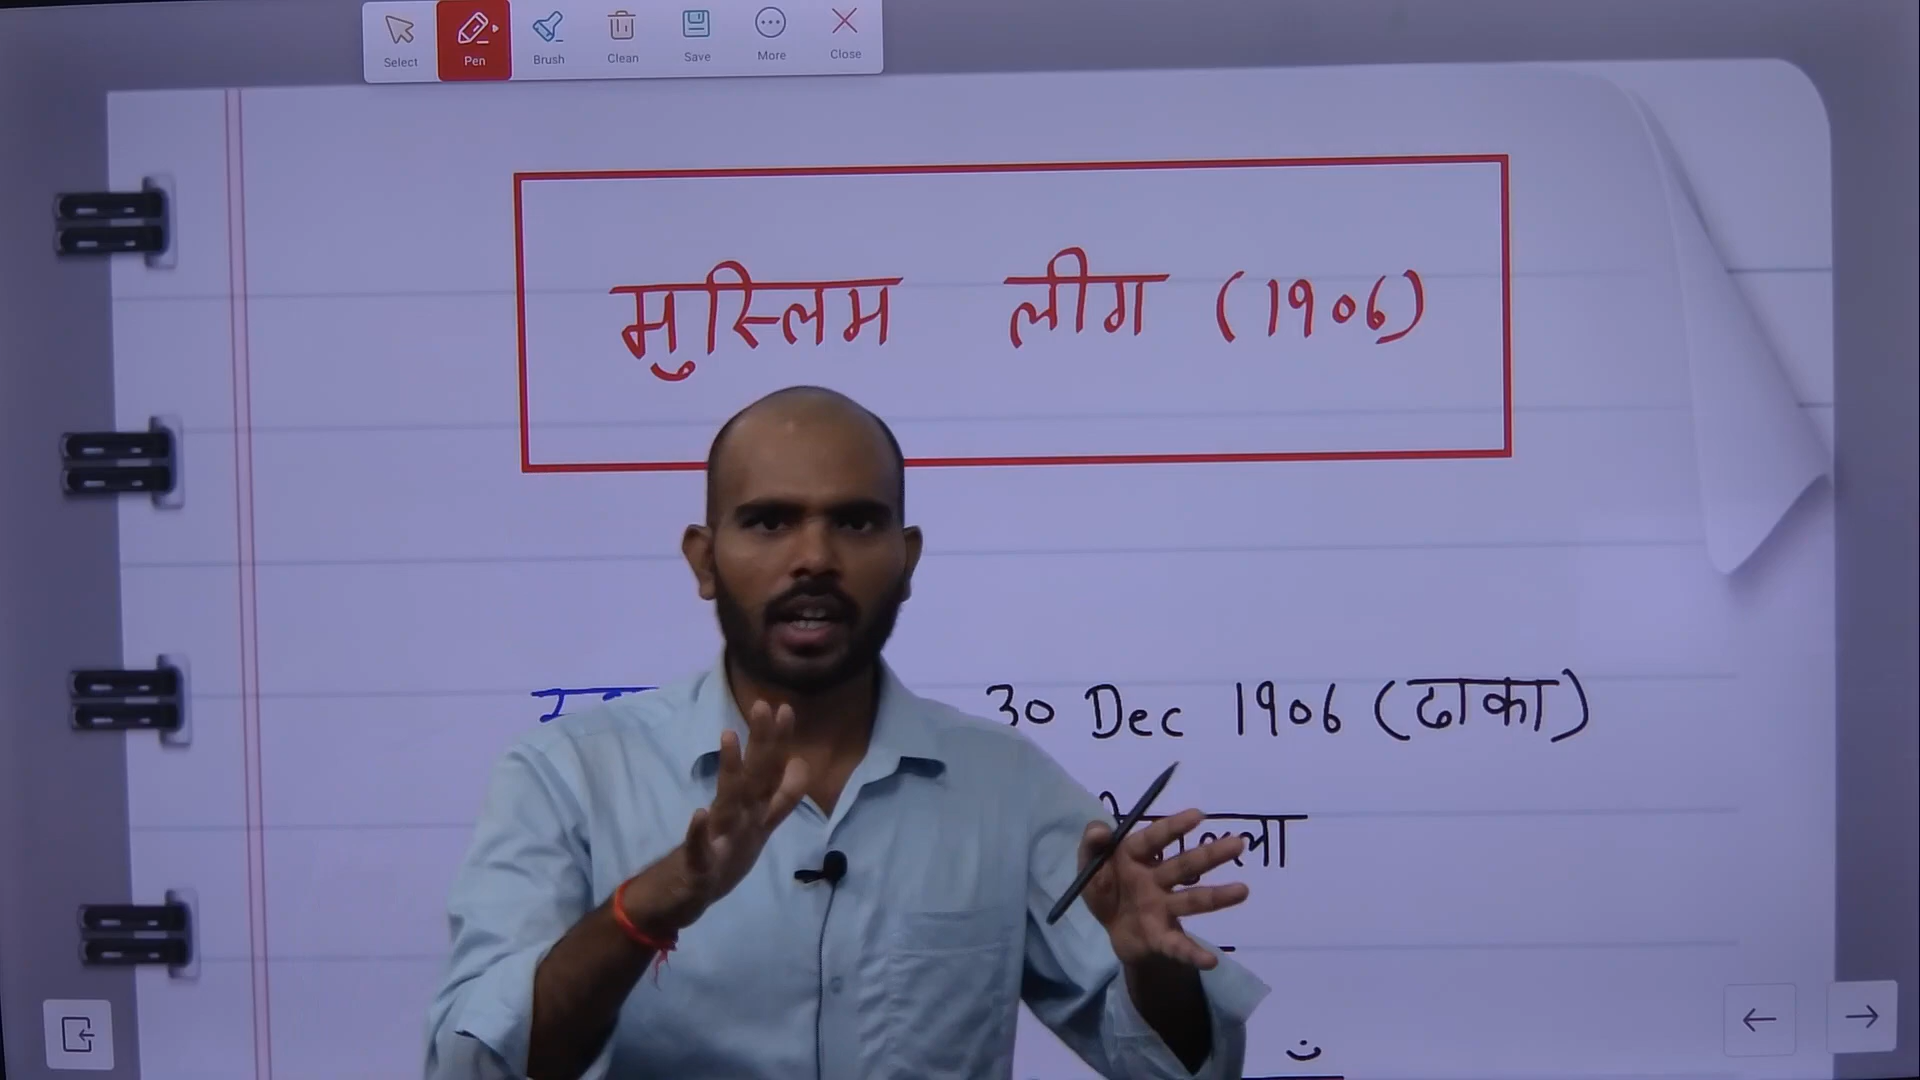 Select Pen Brush Clean Save More Close
मुस्लिम लीग (1906)
30 Dec 1906 (ढाका)